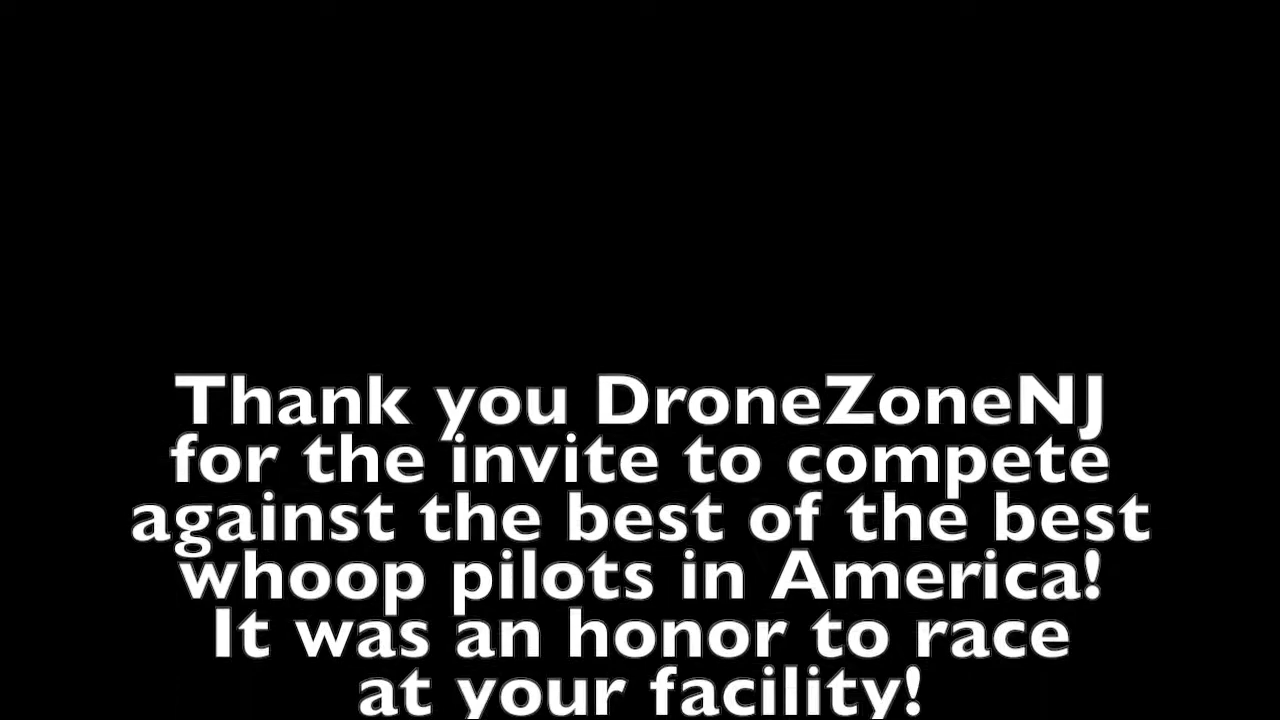 Thank you DroneZoneNJ
for the invite to compete
against the best of the best
whoop pilots in America!
It was an honor to race
at your facility!